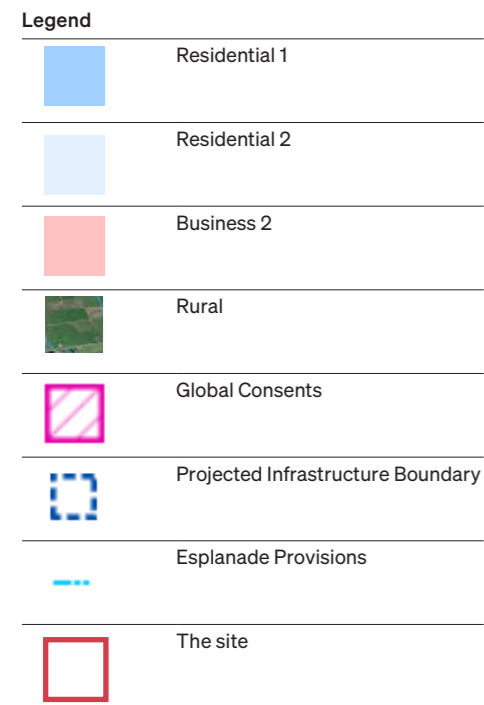 Legend
Residential 1
Residential 2
Business 2
Rural
Global Consents
Projected Infrastructure Boundary
Esplanade Provisions
The site